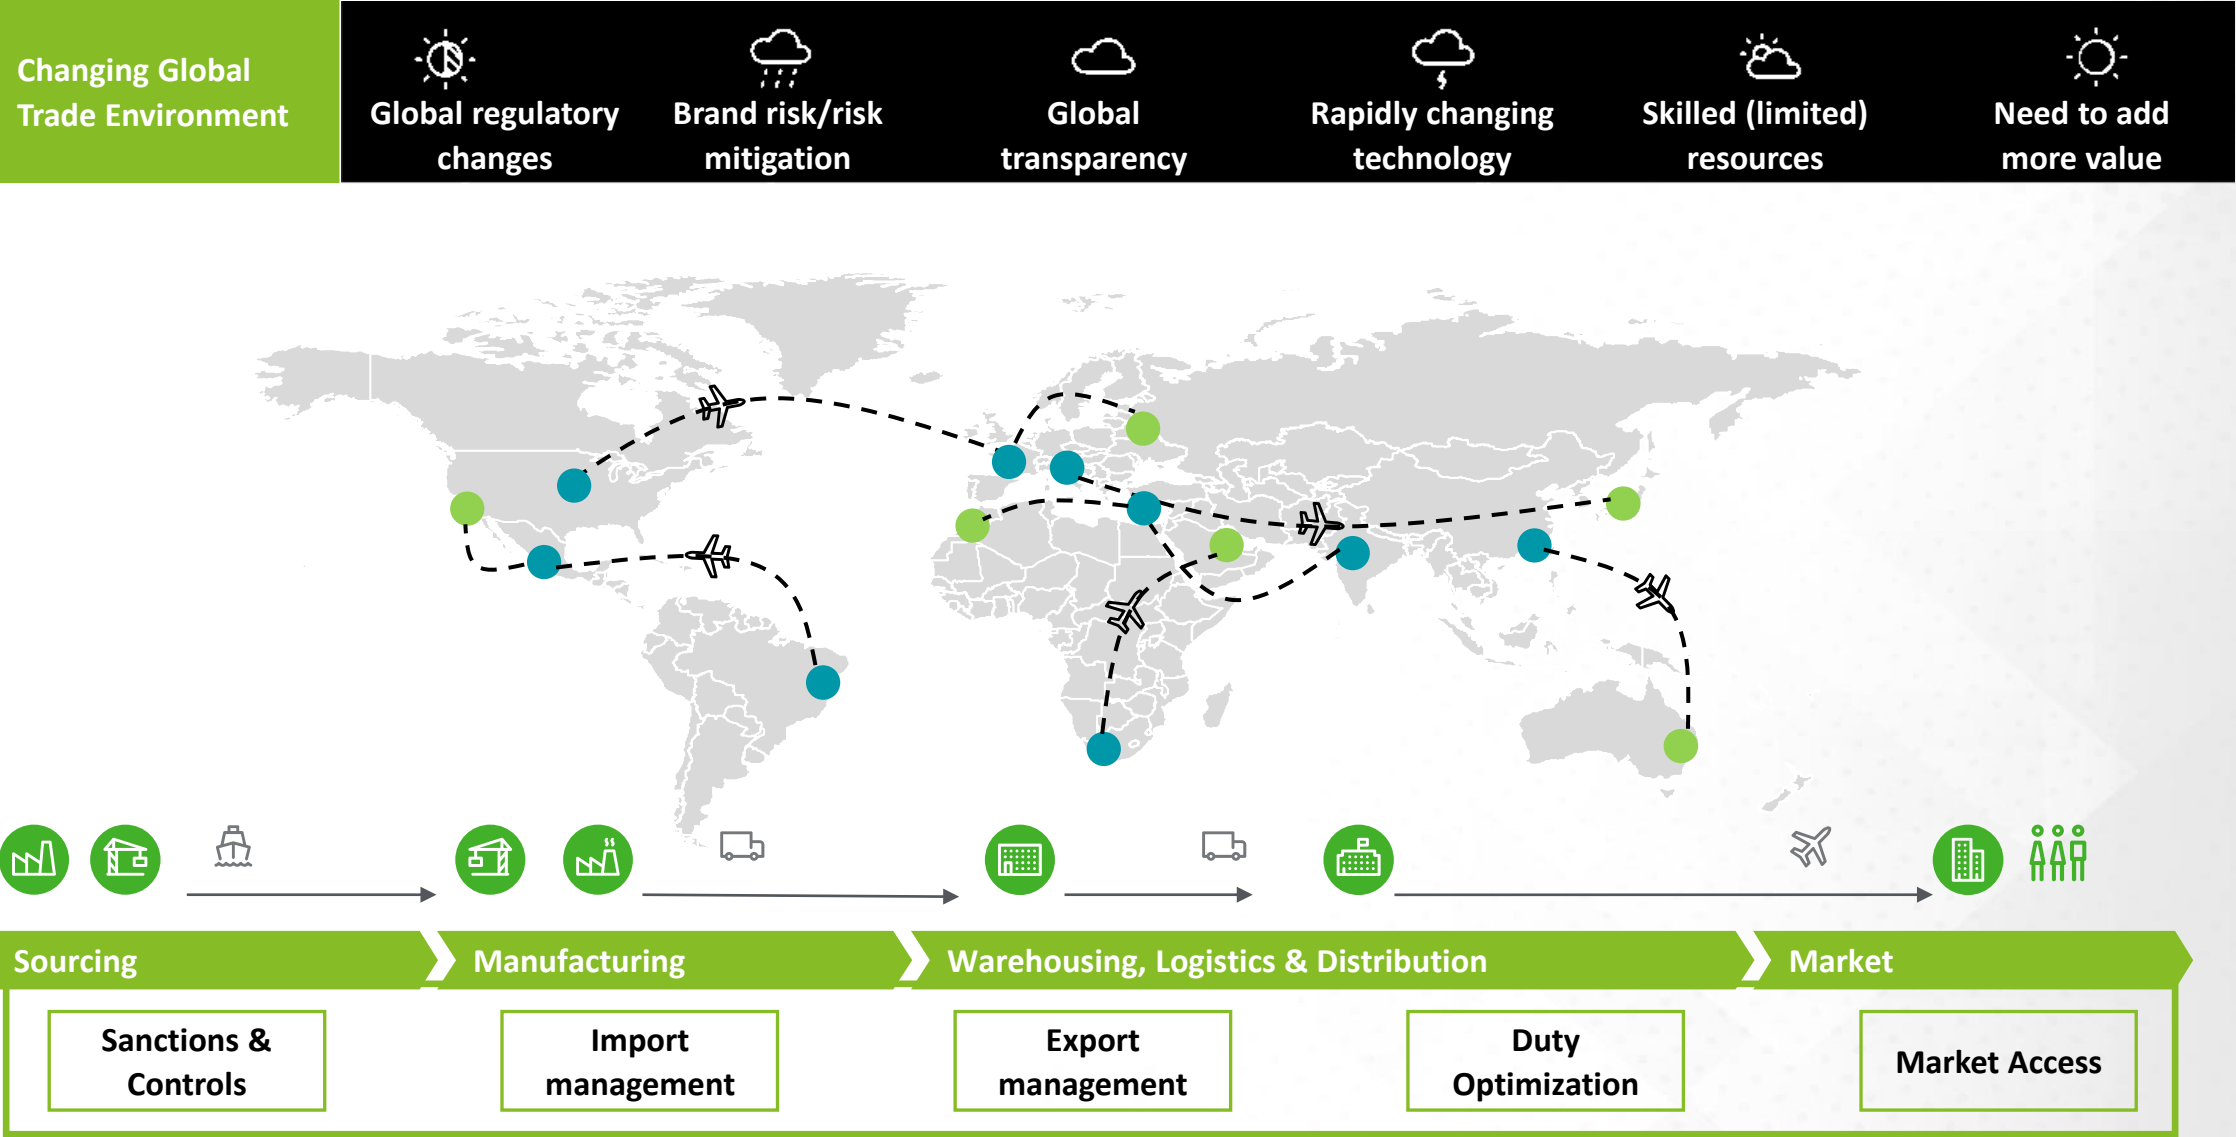 Changing Global
Trade Environment
Global regulatory
changes
Brand risk/risk
mitigation
Global
transparency
Rapidly changing
technology
Skilled (limited)
resources
Need to add
more value
Sourcing
Manufacturing
Warehousing, Logistics & Distribution
Market
Sanctions &
Controls
Import
management
Export
management
Duty
Optimization
Market Access